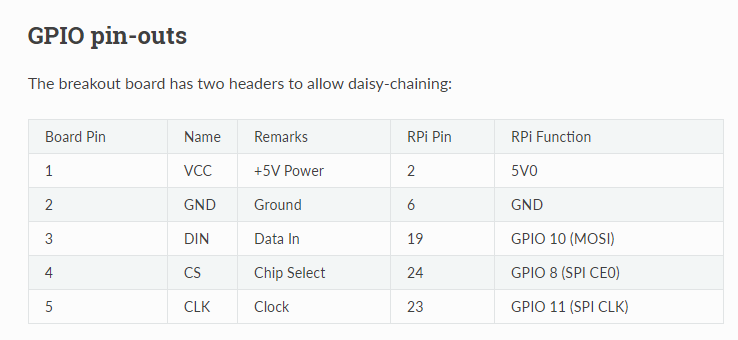 GPIO pin-outs
The breakout board has two headers to allow daisy-chaining:
Board Pin Name Remarks RPi Pin RPi Function
1 VCC +5V Power 2 5V0
2 GND Ground 6 GND
3 DIN Data In 19 GPIO 10 (MOSI)
4 CS Chip Select 24 GPIO 8 (SPI CE0)
5 CLK Clock 23 GPIO 11 (SPI CLK)